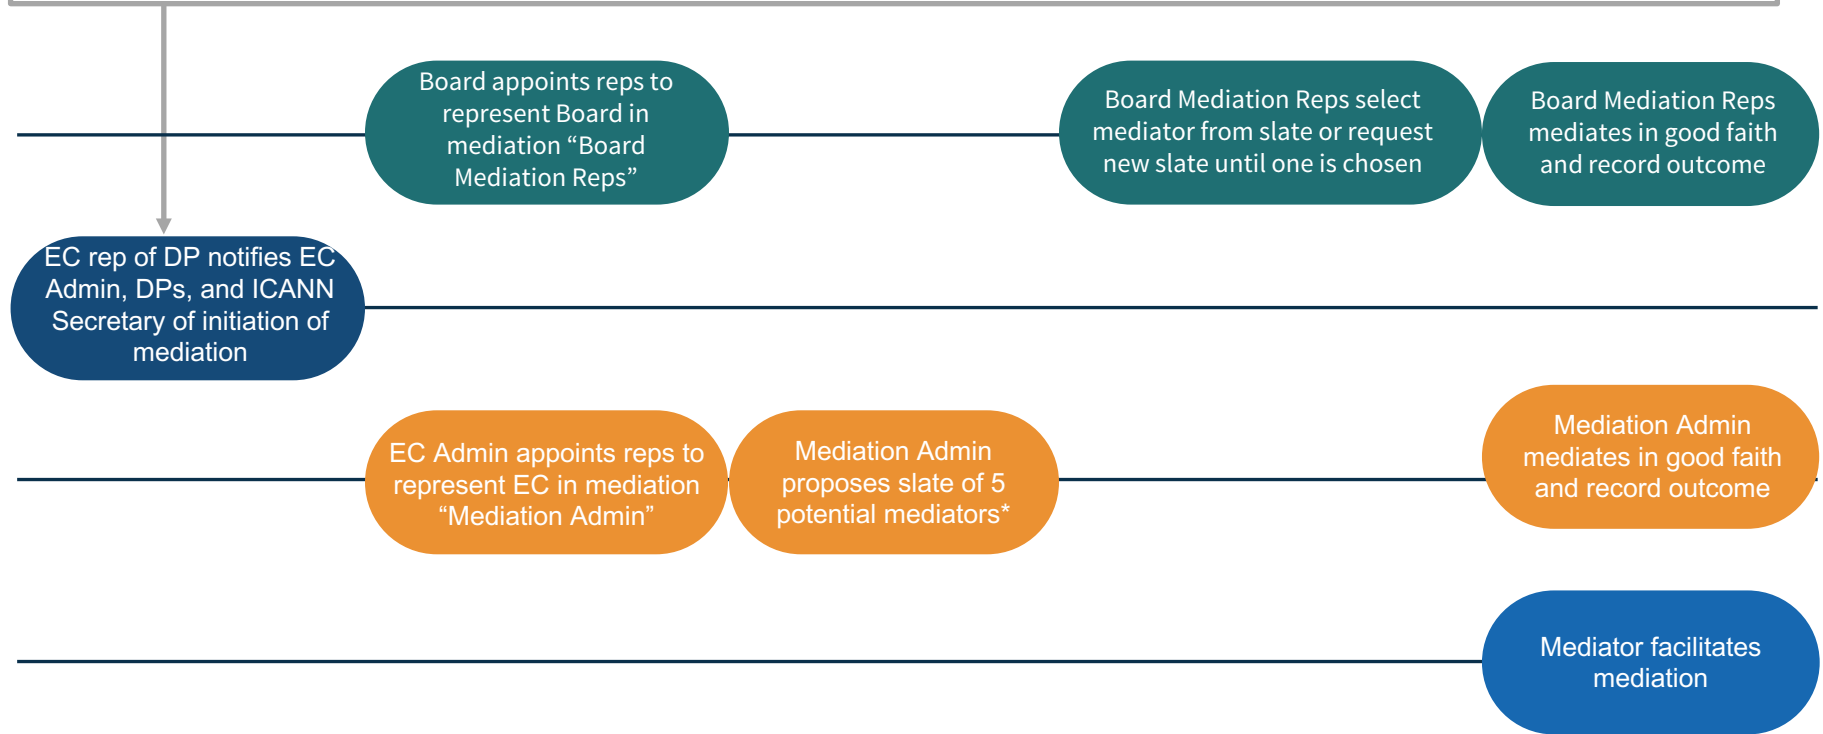 Board appoints reps to
represent Board in
mediation “Board
Mediation Reps”
Board Mediation Reps select
mediator from slate or request
new slate until one is chosen
Board Mediation Reps
mediates in good faith
and record outcome
EC rep of DP notifies EC
Admin, DPs, and ICANN
Secretary of initiation of
mediation
EC Admin appoints reps to
represent EC in mediation
“Mediation Admin”
Mediation Admin
proposes slate of 5
potential mediators*
Mediation Admin
mediates in good faith
and record outcome
Mediator facilitates
mediation